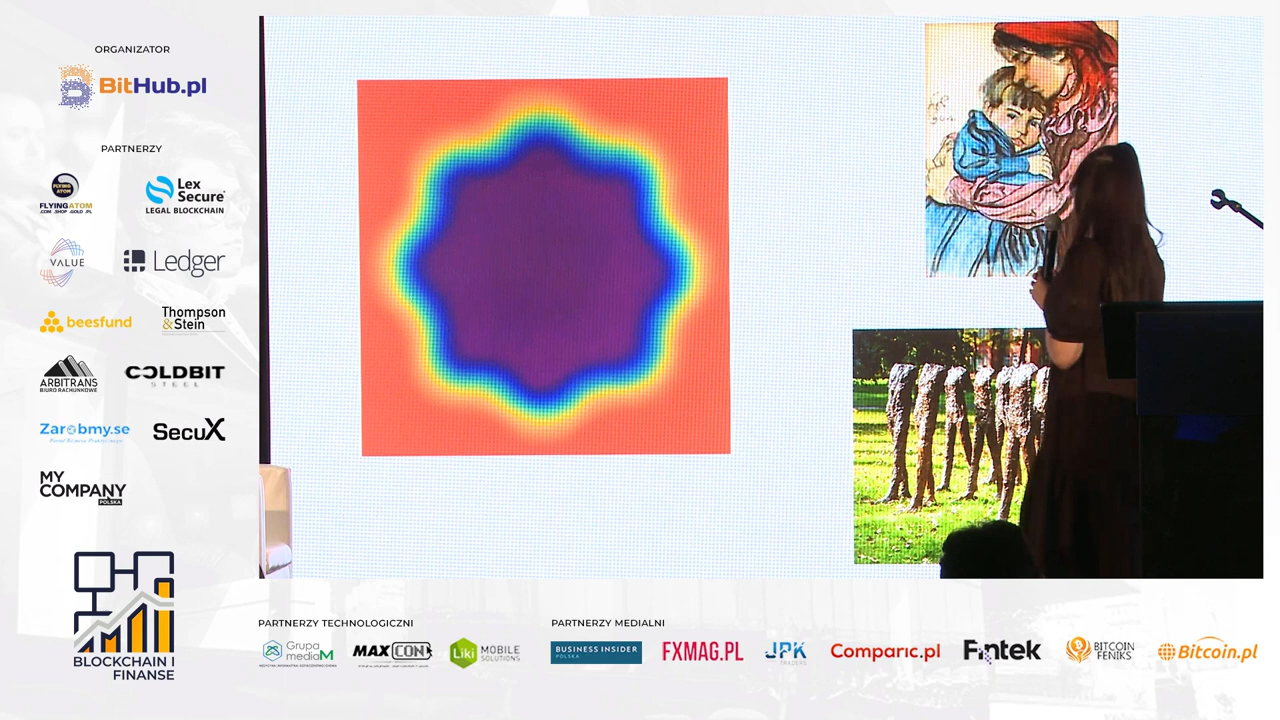 ORGANIZATOR
BitHub.pl
PARTNERZY
FLYING ATOM
FLYINGATOM
.COM .SHOP .GOLD .PL
Lex
Secure
LEGAL BLOCKCHAIN
VALUE
Ledger
beesfund
Thompson
&Stein
ARBITRANS
BIURO RACHUNKOWE
COLDBIT
STEEL
Zarobmy.se
SecuX
MY
COMPANY
POLSKA
BLOCKCHAIN I
FINANSE
PARTNERZY TECHNOLOGICZNI
Grupa
mediaM
MAXCON
Liki MOBILE
SOLUTIONS
PARTNERZY MEDIALNI
BUSINESS INSIDER
POLSKA
FXMAG.PL
JPK
TRADERS
Comparic.pl
Fintek
BITCOIN
FENIKS
Bitcoin.pl